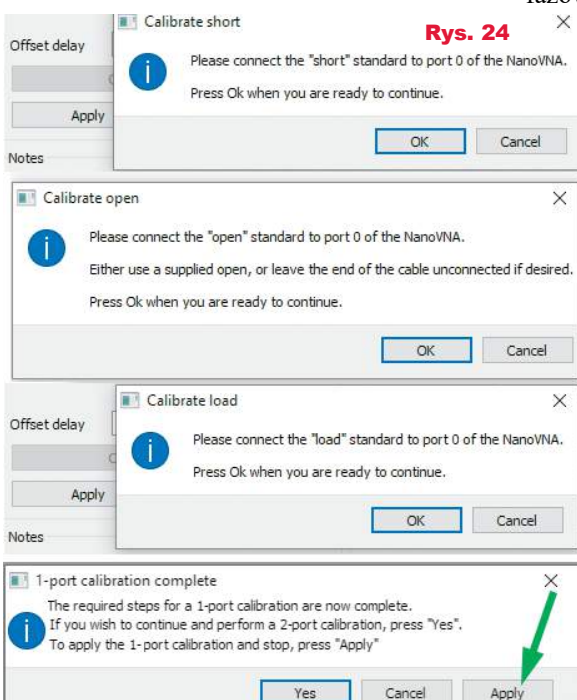 Calibrate short
Rys. 24
Offset delay
Please connect the "short" standard to port 0 of the NanoVNA.
Press Ok when you are ready to continue.
Apply
OK
Cancel
Notes
Calibrate open
Please connect the "open" standard to port 0 of the NanoVNA.
Either use a supplied open, or leave the end of the cable unconnected if desired.
Press Ok when you are ready to continue.
OK
Cancel
Calibrate load
Offset delay
Please connect the "load" standard to port 0 of the NanoVNA.
Press Ok when you are ready to continue.
Apply
OK
Cancel
Notes
1-port calibration complete
The required steps for a 1-port calibration are now complete.
If you wish to continue and perform a 2-port calibration, press "Yes".
To apply the 1-port calibration and stop, press "Apply"
Yes
Cancel
Apply